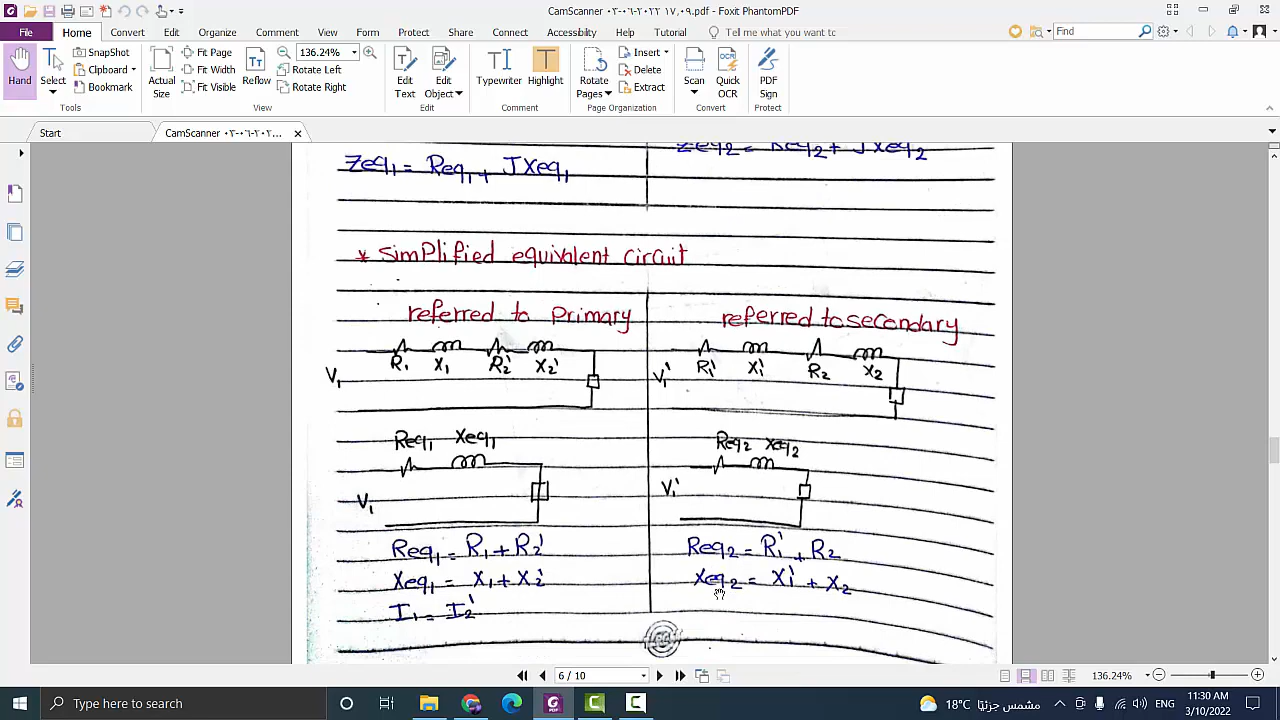 CamScanner ٠٣-٠٦-٢٠٢٢ ١٧,٠٩.pdf - Foxit PhantomPDF
File Home Convert Edit Organize Comment View Form Protect Share Connect Accessibility Help Tutorial Tell me what you want to do Find
SnapShot
Clipboard
Bookmark
Hand Select
Tools
Actual Size
Fit Page
Fit Width
Fit Visible
136.24%
Reflow
Rotate Left
Rotate Right
View
Edit Text
Edit Object
Edit
Typewriter
Highlight
Comment
Rotate Pages
Insert
Delete
Extract
Page Organization
Scan
Quick OCR
Convert
PDF Sign
Protect
Start
CamScanner ٠٣-٠٦-٢٠٢...
Zeq1 = Req1 + JXeq1
Zeq2 = Req2 + JXeq2
* simplified equivalent circuit
referred to Primary
referred to secondary
R1 X1 R2' X2'
V1
R1' X1' R2 X2
V1'
Req1 Xeq1
V1
Req2 Xeq2
V1'
Req1 = R1 + R2'
Xeq1 = X1 + X2'
I1 = I2'
Req2 = R1' + R2
Xeq2 = X1' + X2
6 / 10
136.24%
Type here to search
18°C مشمس جزئيًا
11:30 AM
3/10/2022